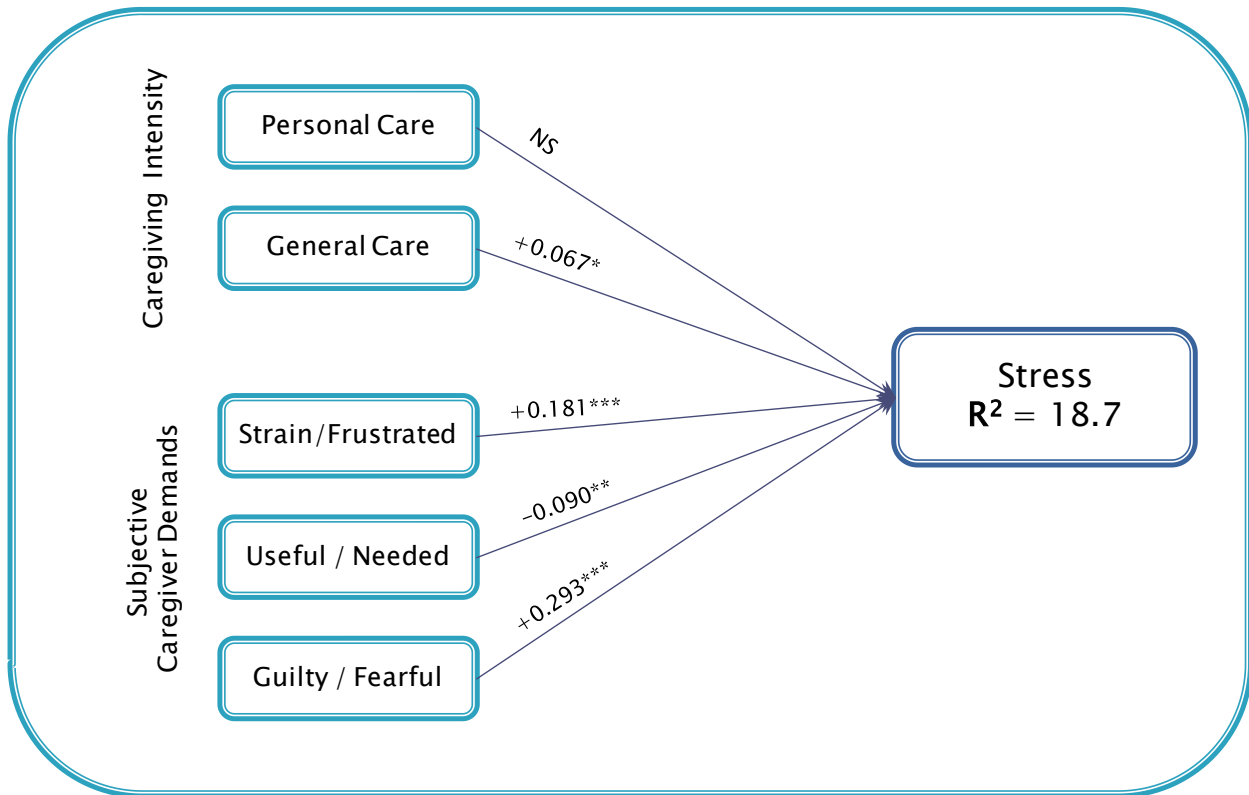 Caregiving Intensity
Personal Care
NS
General Care
+0.067*
Subjective
Caregiver Demands
Strain/Frustrated
+0.181***
Useful / Needed
–0.090**
Guilty / Fearful
+0.293***
Stress
R² = 18.7